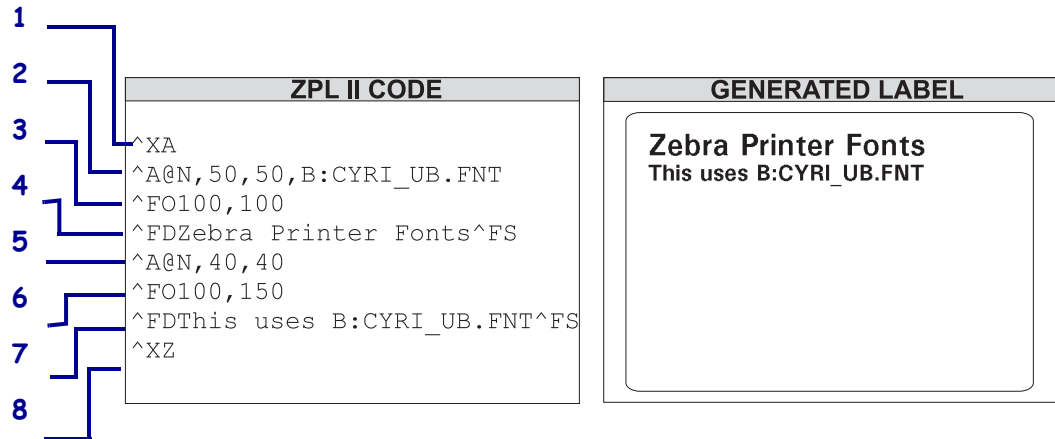 1
2
3
4
5
6
7
8
ZPL II CODE
^XA
^A@N,50,50,B:CYRI_UB.FNT
^FO100,100
^FDZebra Printer Fonts^FS
^A@N,40,40
^FO100,150
^FDThis uses B:CYRI_UB.FNT^FS
^XZ
GENERATED LABEL
Zebra Printer Fonts
This uses B:CYRI_UB.FNT